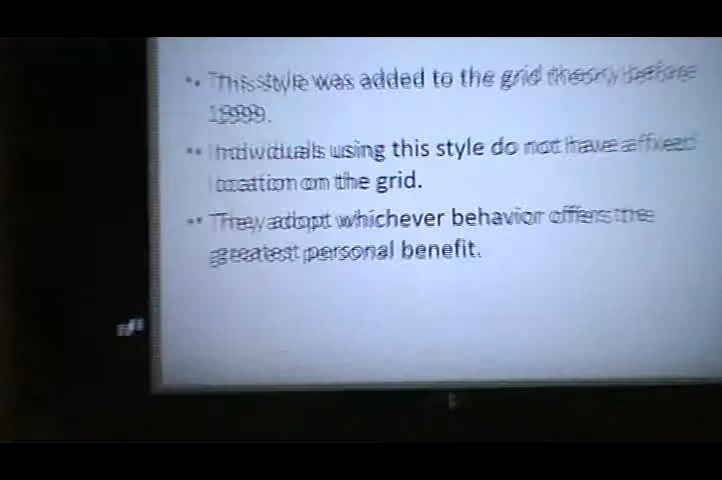 • This style was added to the grid theory before
1999.
• Individuals using this style do not have a fixed
location on the grid.
• They adopt whichever behavior offers the
greatest personal benefit.